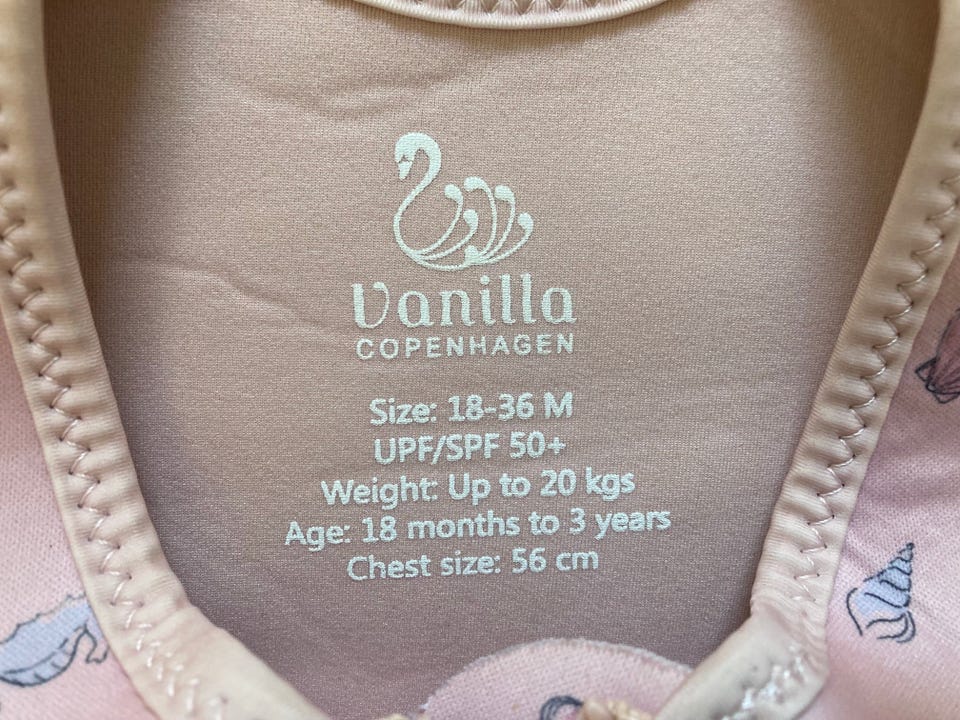 Vanilla
COPENHAGEN
Size: 18-36 M
UPF/SPF 50+
Weight: Up to 20 kgs
Age: 18 months to 3 years
Chest size: 56 cm